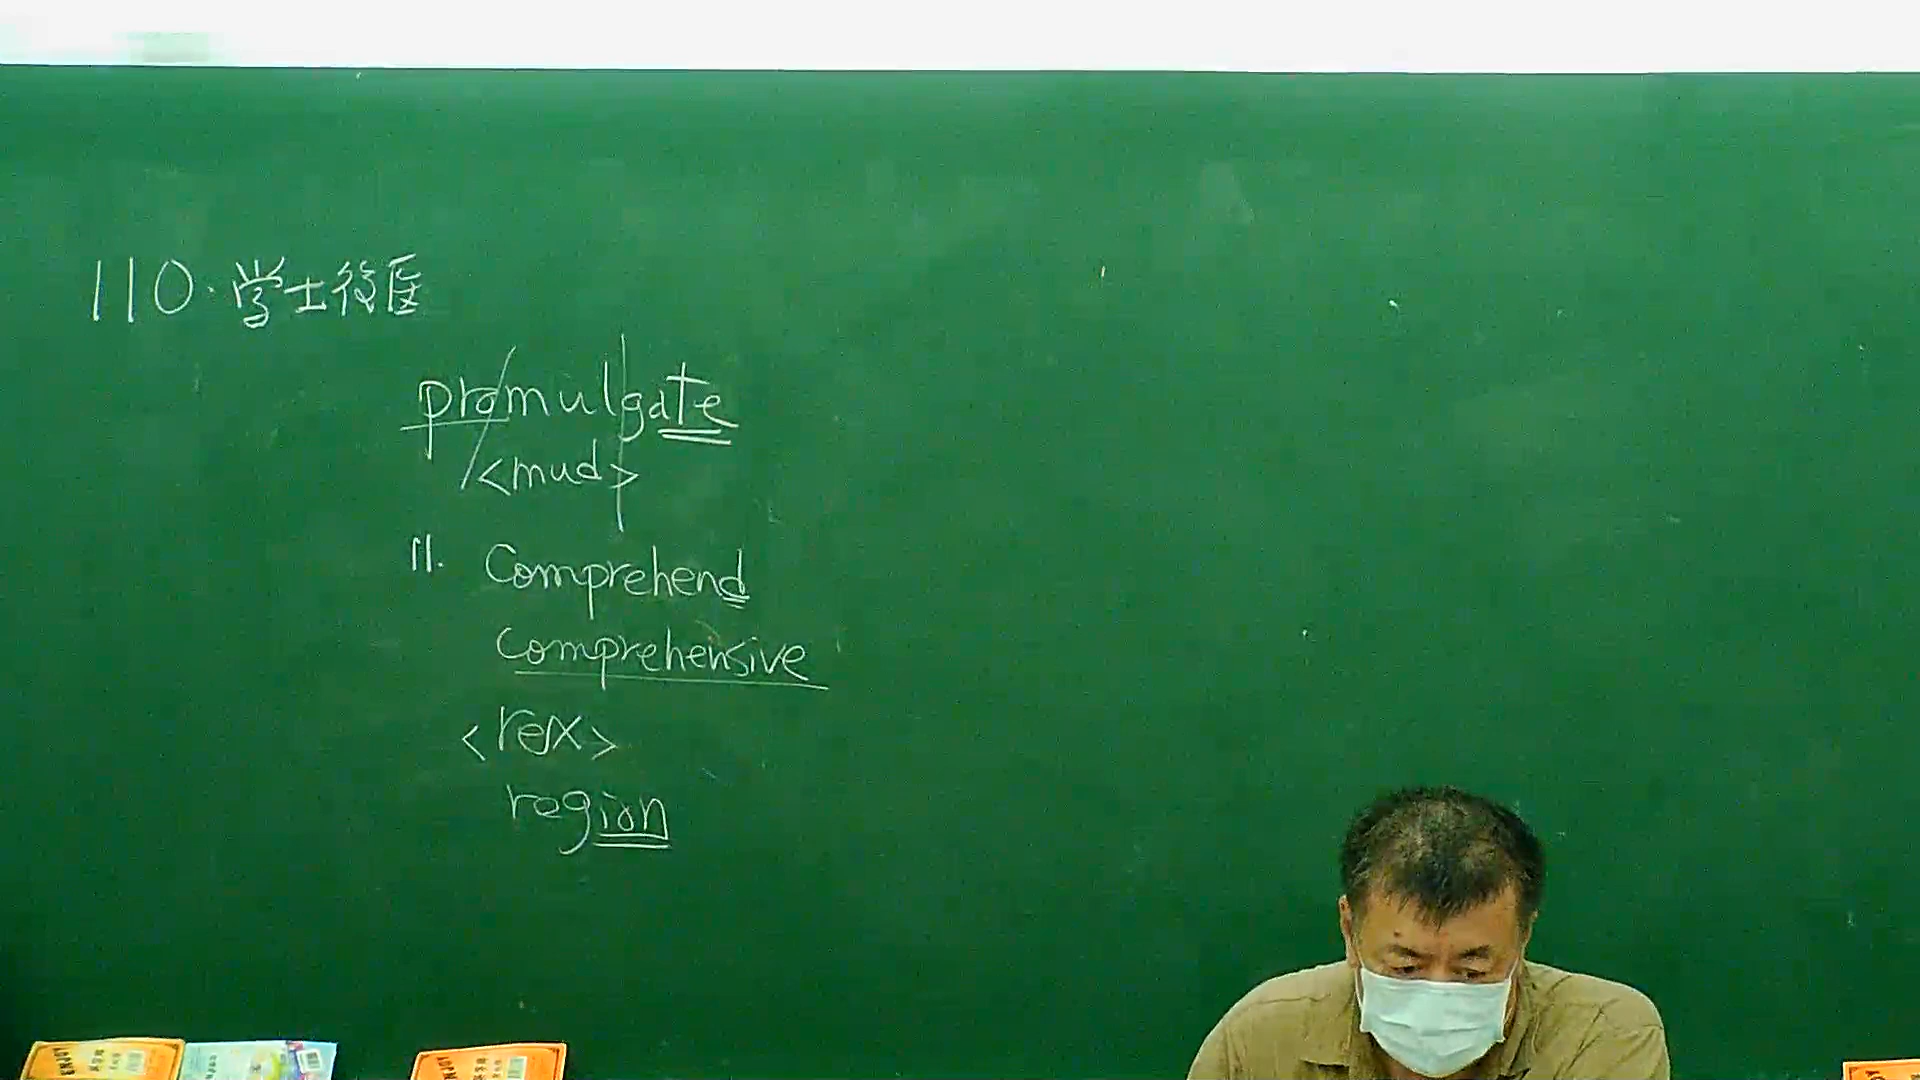 110.学士後医
promulgate
<mud>
11. Comprehend
comprehensive
<rex>
region